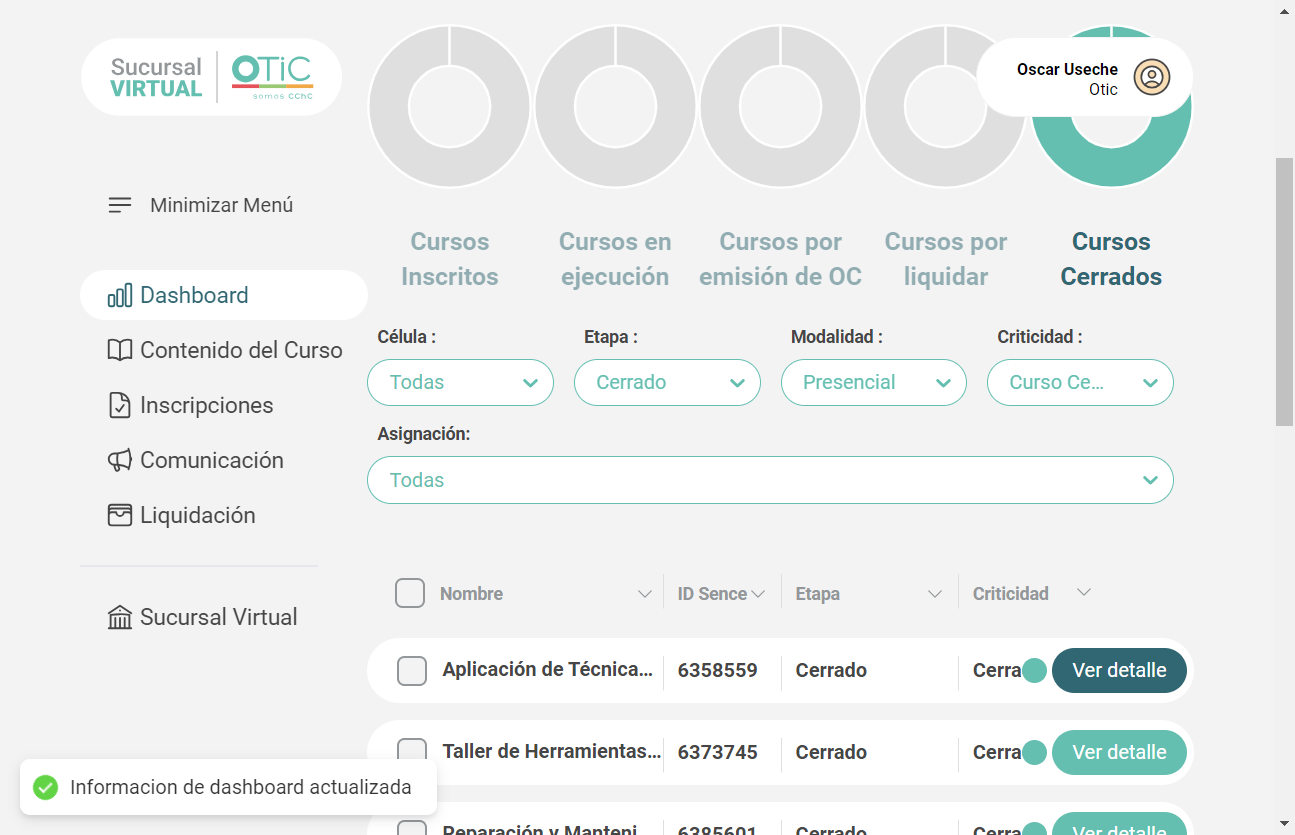 Sucursal
VIRTUAL
OTiC
somos CChC
Oscar Useche
Otic
Minimizar Menú
Dashboard
Contenido del Curso
Inscripciones
Comunicación
Liquidación
Sucursal Virtual
Cursos
Inscritos
Cursos en
ejecución
Cursos por
emisión de OC
Cursos por
liquidar
Cursos
Cerrados
Célula :
Etapa :
Modalidad :
Criticidad :
Todas
Cerrado
Presencial
Curso Ce...
Asignación:
Todas
Nombre
ID Sence
Etapa
Criticidad
Aplicación de Técnica... 6358559 Cerrado Cerra Ver detalle
Taller de Herramientas... 6373745 Cerrado Cerra Ver detalle
Reparación y Manteni... 6385601 Cerrado Cerra Ver detalle
Informacion de dashboard actualizada